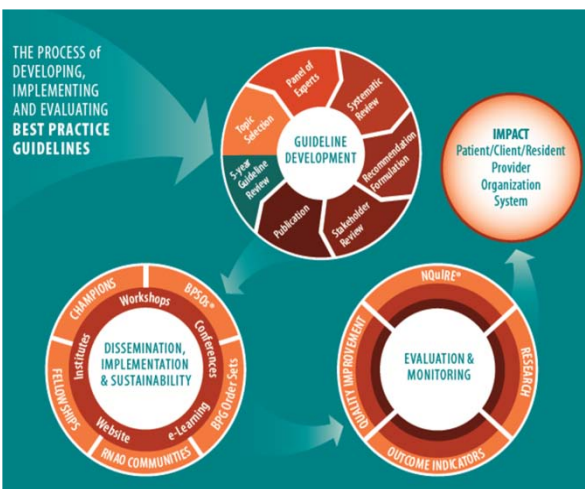 THE PROCESS of
DEVELOPING,
IMPLEMENTING
AND EVALUATING
BEST PRACTICE
GUIDELINES
GUIDELINE
DEVELOPMENT
Topic
Selection
Panel of
Experts
Systematic
Review
Recommendation
Formulation
Stakeholder
Review
Publication
5-year
Guideline
Review
IMPACT
Patient/Client/Resident
Provider
Organization
System
DISSEMINATION,
IMPLEMENTATION
& SUSTAINABILITY
CHAMPIONS
BPSOs®
BPG Order Sets
RNAO COMMUNITIES
FELLOWSHIPS
Workshops
Conferences
e-Learning
Website
Institutes
EVALUATION &
MONITORING
NQuIRE®
RESEARCH
OUTCOME INDICATORS
QUALITY IMPROVEMENT